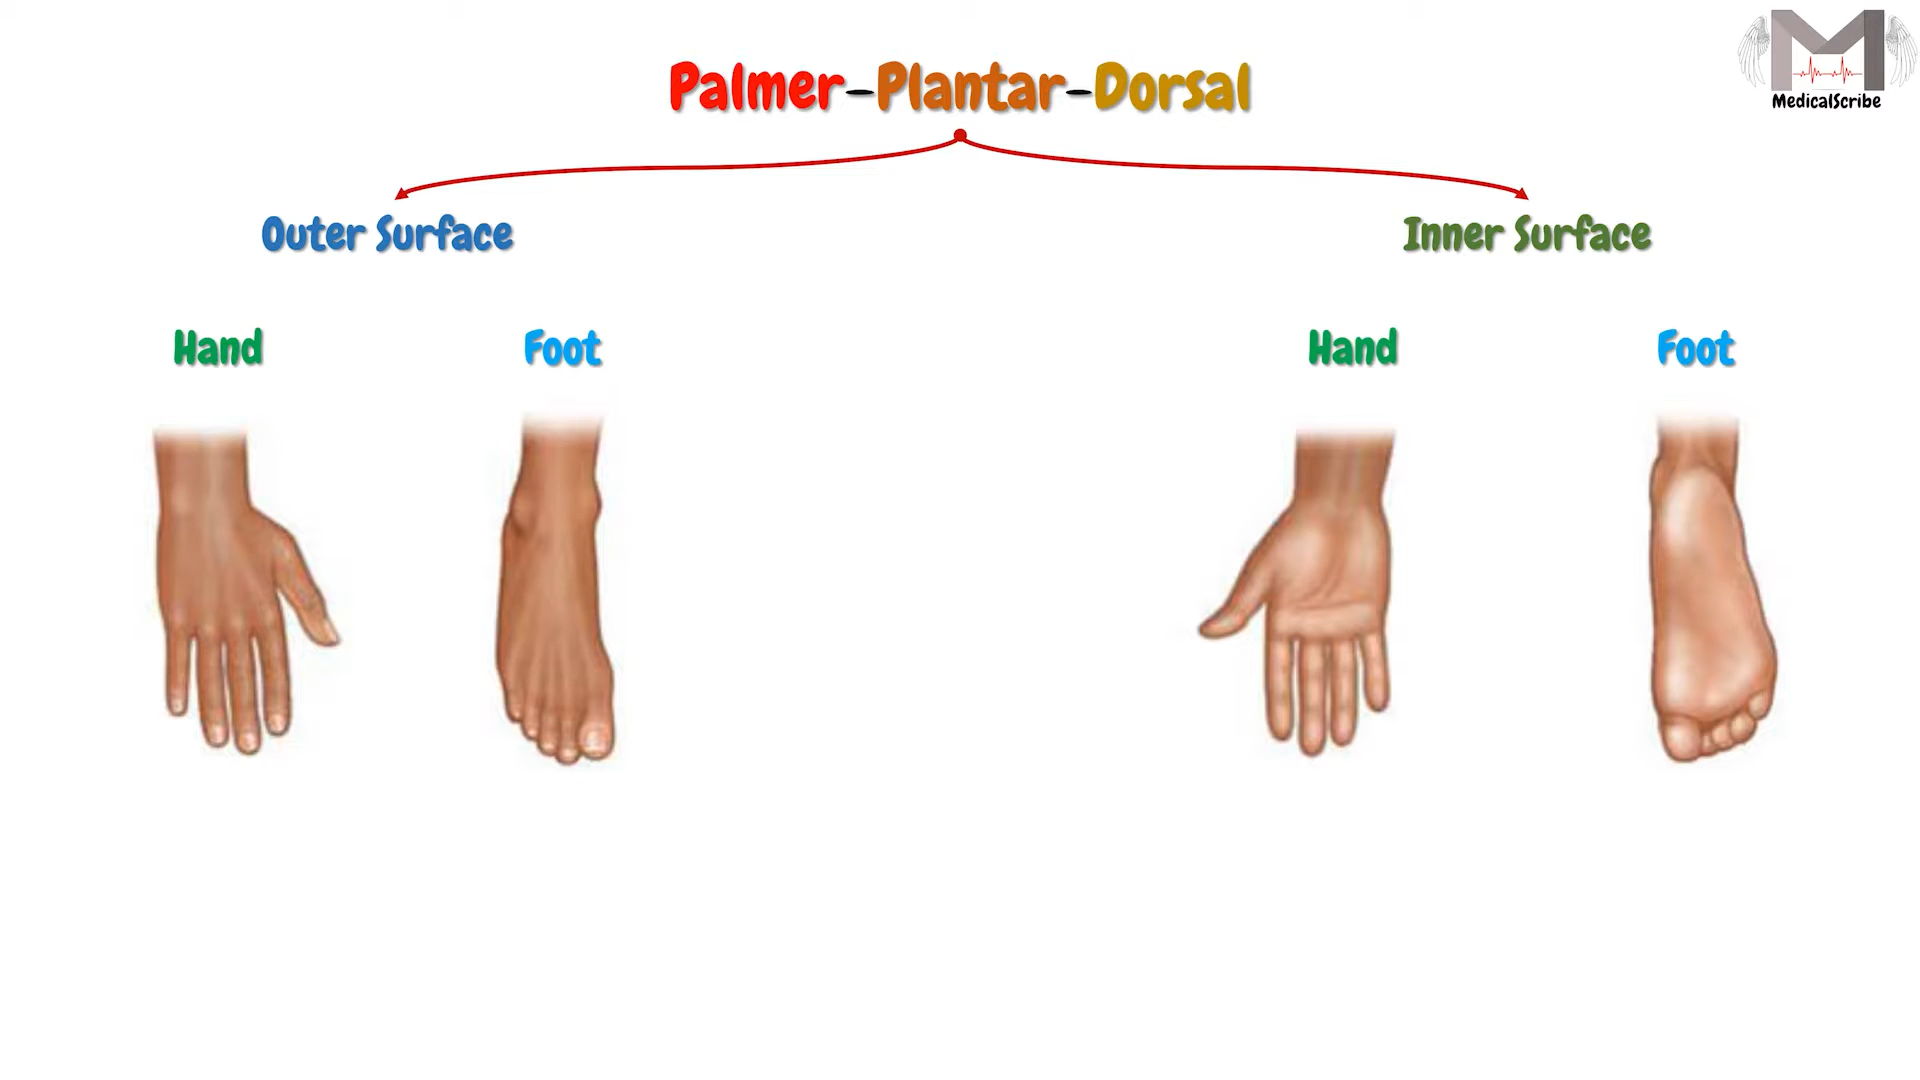 Palmer-Plantar-Dorsal
MedicalScribe
Outer Surface
Inner Surface
Hand
Foot
Hand
Foot